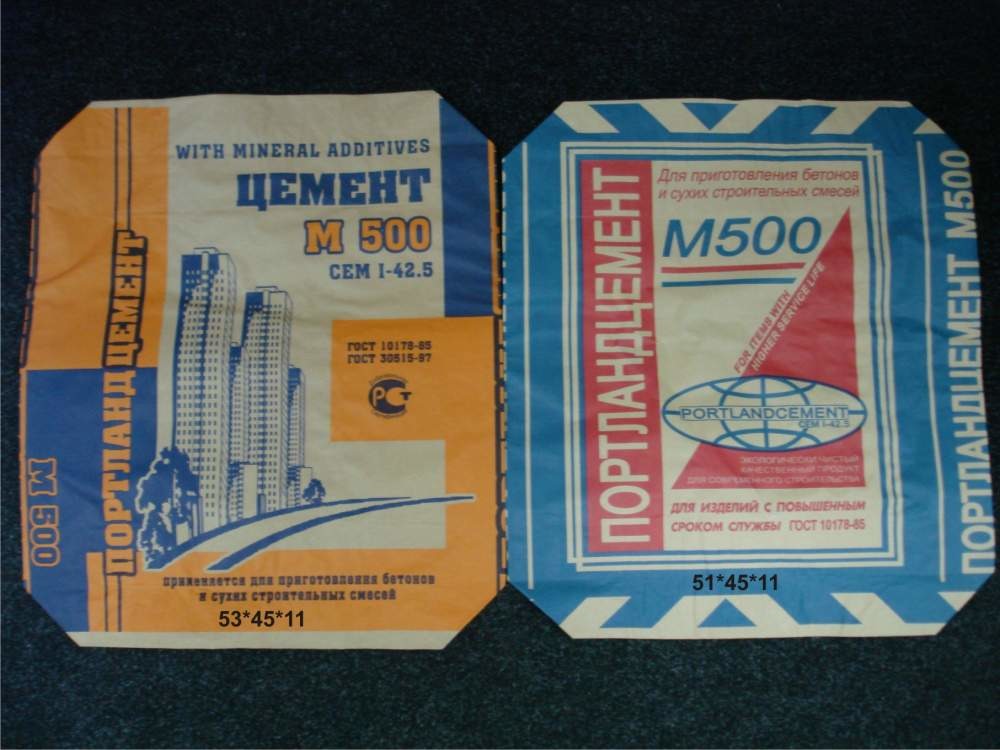 WITH MINERAL ADDITIVES
ЦЕМЕНТ
М 500
CEM I-42.5
ГОСТ 10178-85
ГОСТ 30515-97
РСТ
ПОРТЛАНДЦЕМЕНТ
М 500
применяется для приготовления бетонов
и сухих строительных смесей
53*45*11
Для приготовления бетонов
и сухих строительных смесей
М500
ПОРТЛАНДЦЕМЕНТ
FOR ITEMS WITH
HIGHER SERVICE LIFE
PORTLANDCEMENT
CEM I-42.5
ЭКОЛОГИЧЕСКИ ЧИСТЫЙ
КАЧЕСТВЕННЫЙ ПРОДУКТ
ДЛЯ СОВРЕМЕННОГО СТРОИТЕЛЬСТВА
ДЛЯ ИЗДЕЛИЙ С ПОВЫШЕННЫМ
СРОКОМ СЛУЖБЫ ГОСТ 10178-85
51*45*11
ПОРТЛАНДЦЕМЕНТ М500